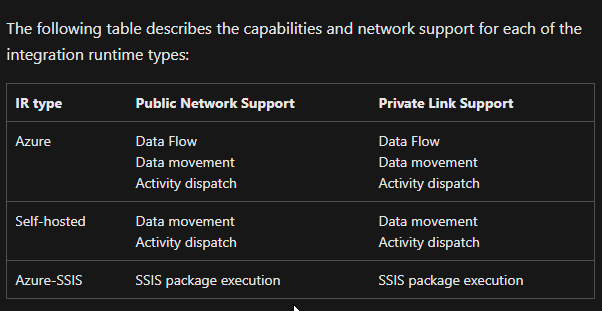 The following table describes the capabilities and network support for each of the
integration runtime types:
IR type Public Network Support Private Link Support
Azure Data Flow Data Flow
Data movement Data movement
Activity dispatch Activity dispatch
Self-hosted Data movement Data movement
Activity dispatch Activity dispatch
Azure-SSIS SSIS package execution SSIS package execution